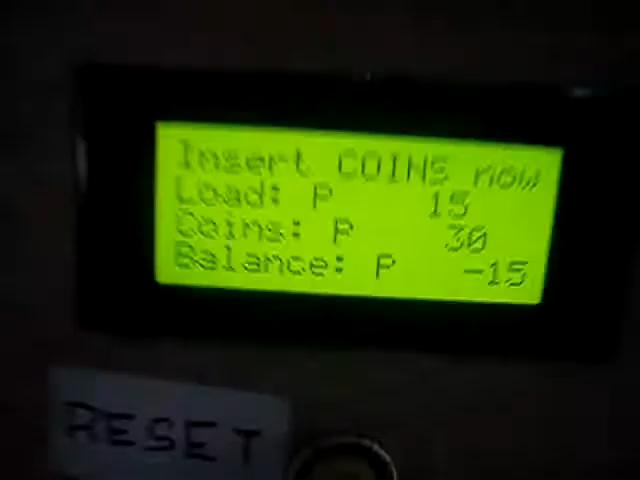 Insert COINS now
Load: P 15
Coins: P 30
Balance: P -15
RESET